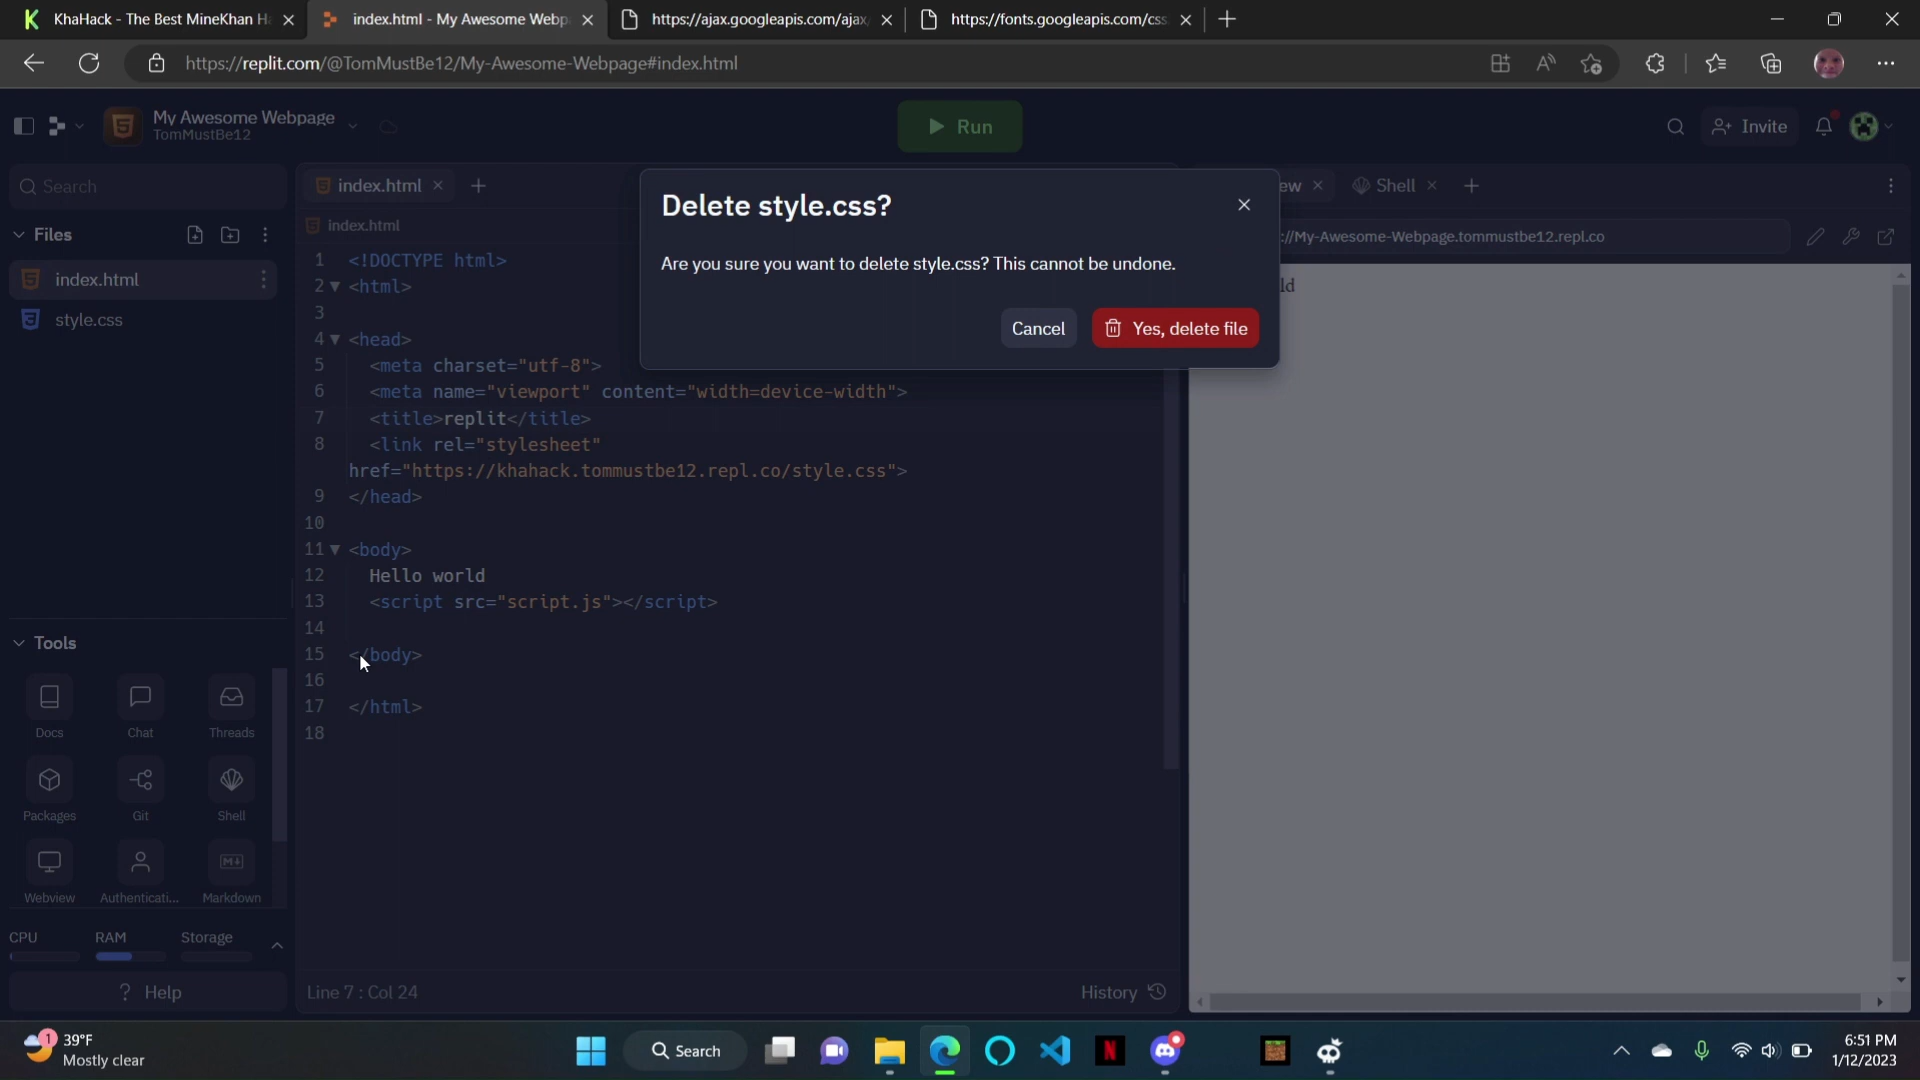 KhaHack - The Best MineKhan Ha
index.html - My Awesome Webp
https://ajax.googleapis.com/ajax/
https://fonts.googleapis.com/css
https://replit.com/@TomMustBe12/My-Awesome-Webpage#index.html
My Awesome Webpage
TomMustBe12
Run
Invite
Search
index.html
Shell
Files
index.html
://My-Awesome-Webpage.tommustbe12.repl.co
index.html
style.css
Delete style.css?
Are you sure you want to delete style.css? This cannot be undone.
Cancel
Yes, delete file
1 <!DOCTYPE html>
2 <html>
3
4 <head>
5 <meta charset="utf-8">
6 <meta name="viewport" content="width=device-width">
7 <title>replit</title>
8 <link rel="stylesheet"
href="https://khahack.tommustbe12.repl.co/style.css">
9 </head>
10
11 <body>
12 Hello world
13 <script src="script.js"></script>
14
15 </body>
16
17 </html>
18
ld
Tools
Docs
Chat
Threads
Packages
Git
Shell
Webview
Authenticati...
Markdown
CPU
RAM
Storage
? Help
Line 7 : Col 24
History
1
39°F
Mostly clear
Search
6:51 PM
1/12/2023